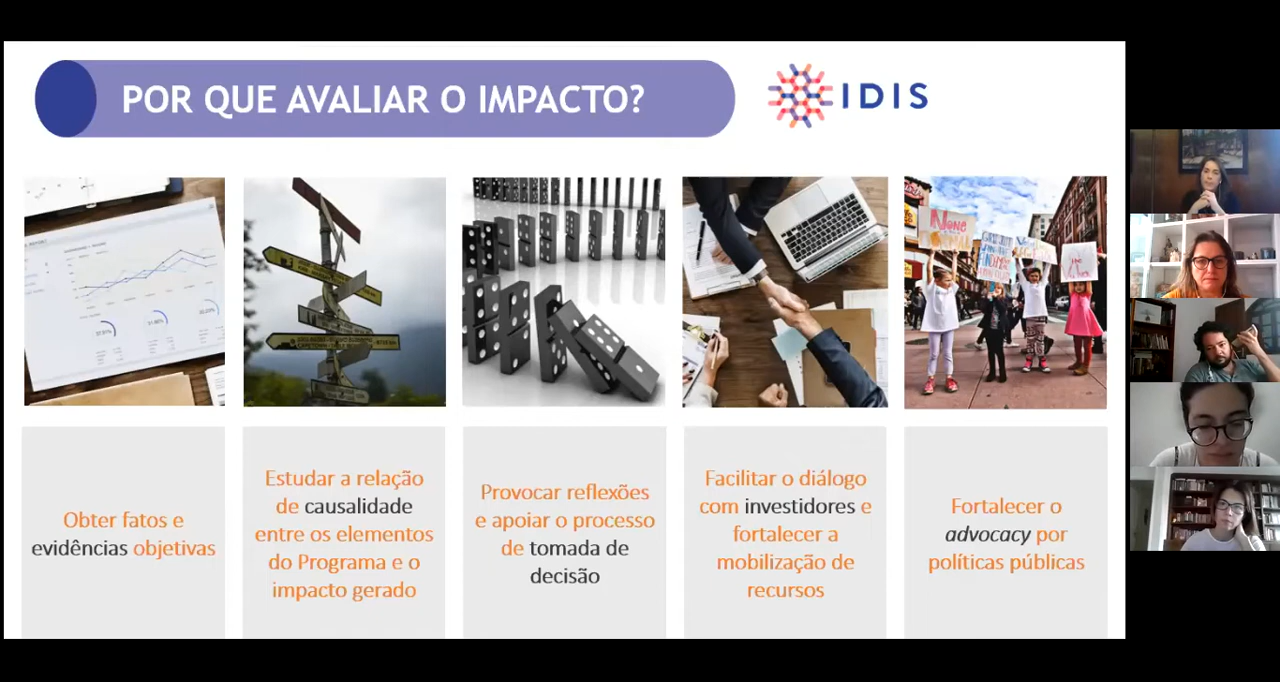 POR QUE AVALIAR O IMPACTO?
IDIS
None
Obter fatos e
evidências objetivas
Estudar a relação
de causalidade
entre os elementos
do Programa e o
impacto gerado
Provocar reflexões
e apoiar o processo
de tomada de
decisão
Facilitar o diálogo
com investidores e
fortalecer a
mobilização de
recursos
Fortalecer o
advocacy por
políticas públicas